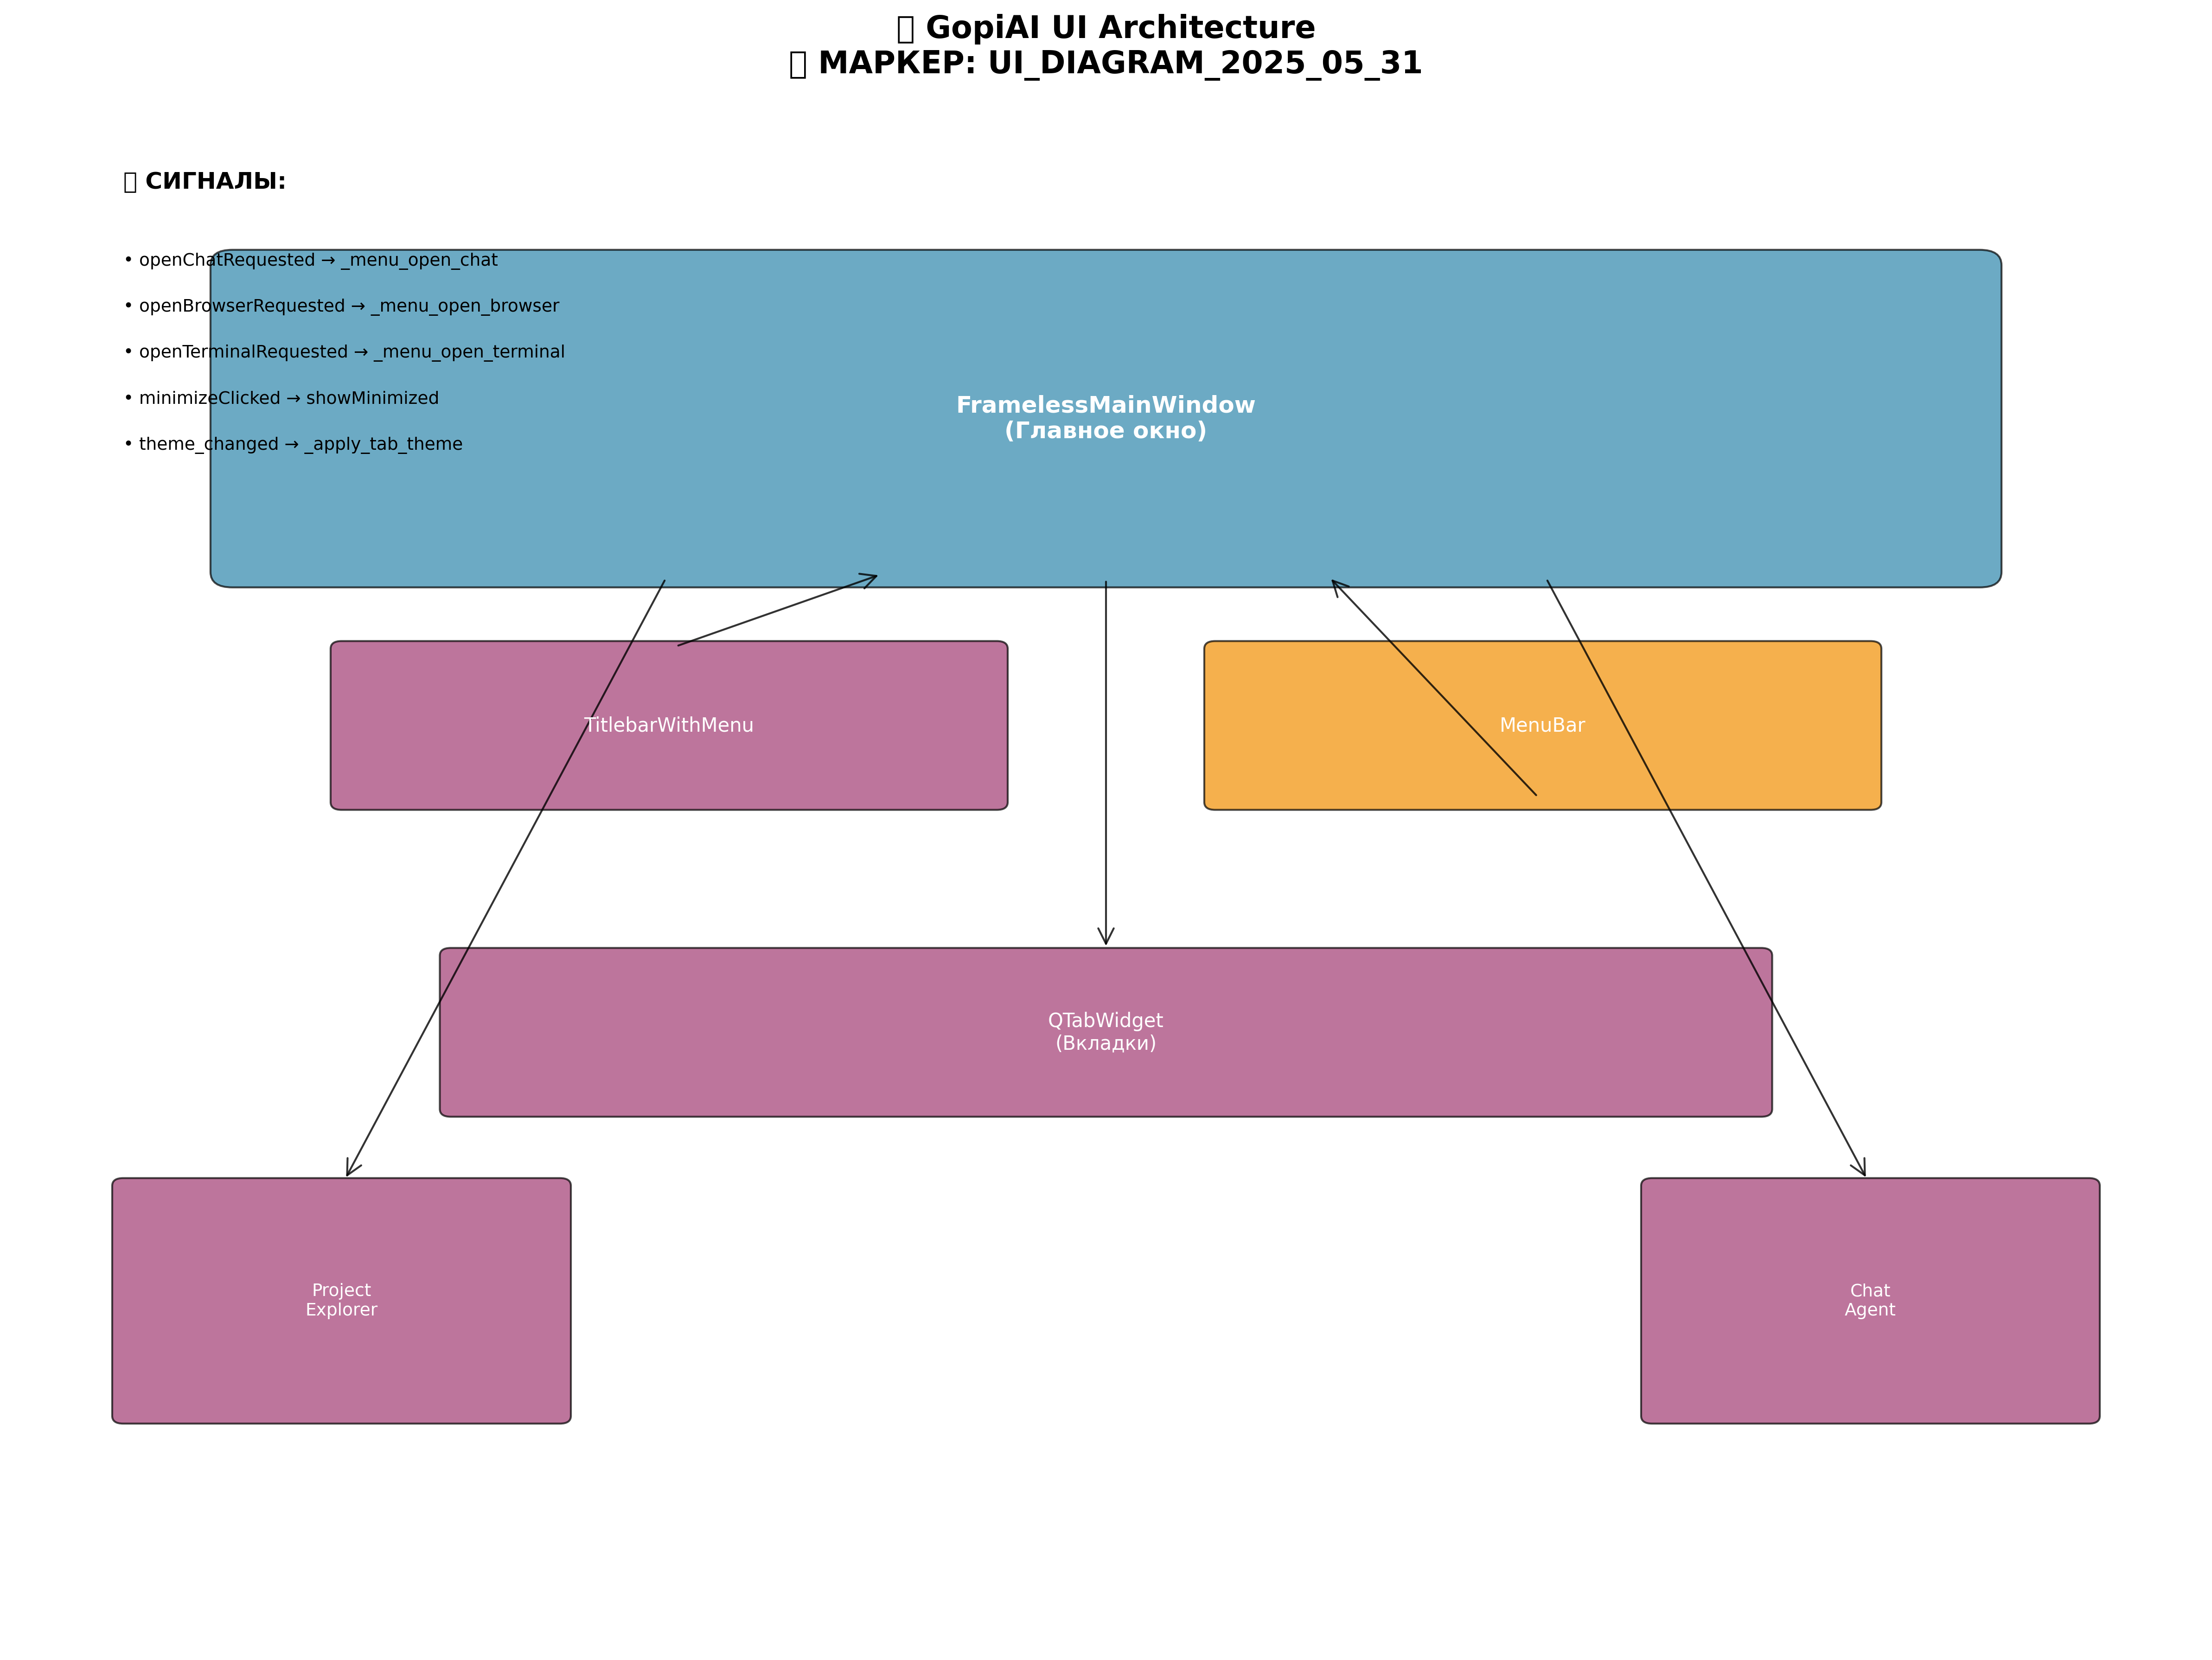 GopiAI UI Architecture
МАРКЕР: UI_DIAGRAM_2025_05_31
СИГНАЛЫ:
• openChatRequested → _menu_open_chat
• openBrowserRequested → _menu_open_browser
• openTerminalRequested → _menu_open_terminal
• minimizeClicked → showMinimized
• theme_changed → _apply_tab_theme
FramelessMainWindow
(Главное окно)
TitlebarWithMenu
MenuBar
QTabWidget
(Вкладки)
Project
Explorer
Chat
Agent